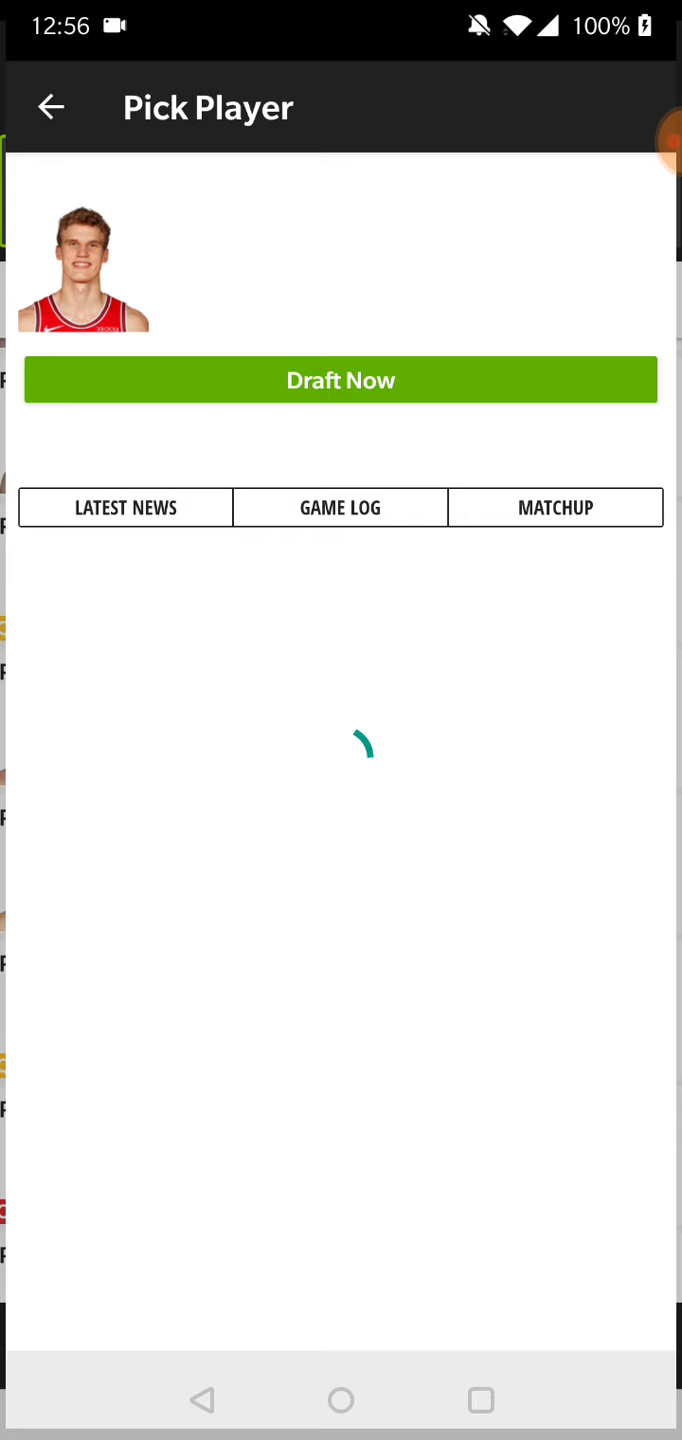 12:56
100%
Pick Player
Draft Now
LATEST NEWS
GAME LOG
MATCHUP